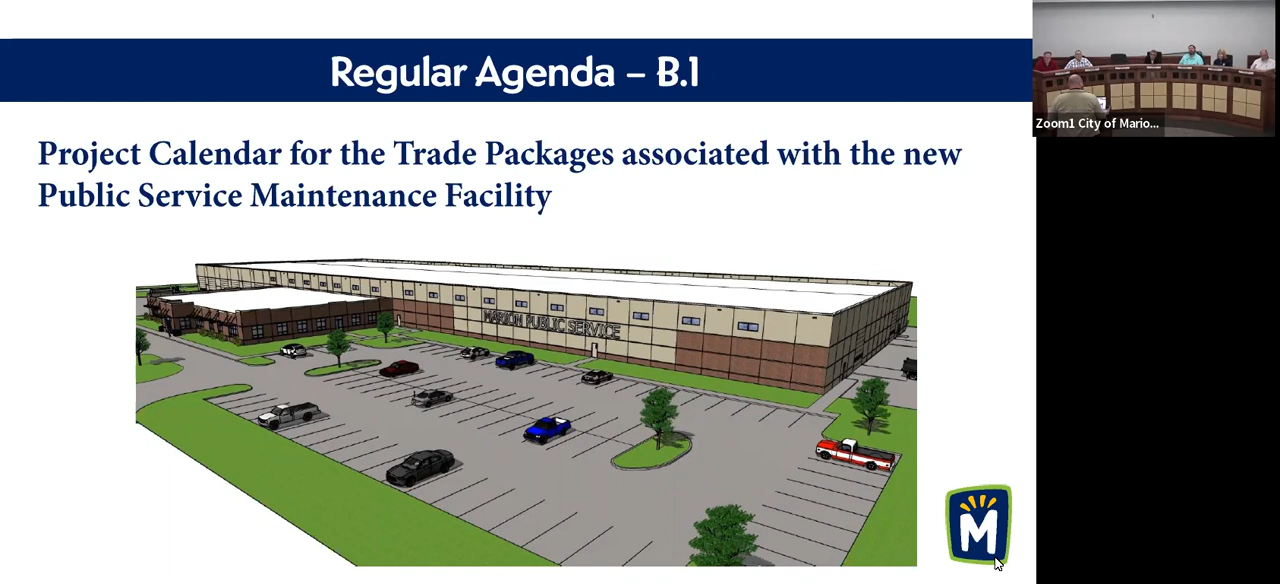 Regular Agenda – B.1
Project Calendar for the Trade Packages associated with the new
Public Service Maintenance Facility
MARION PUBLIC SERVICE
M
Zoom1 City of Mario...